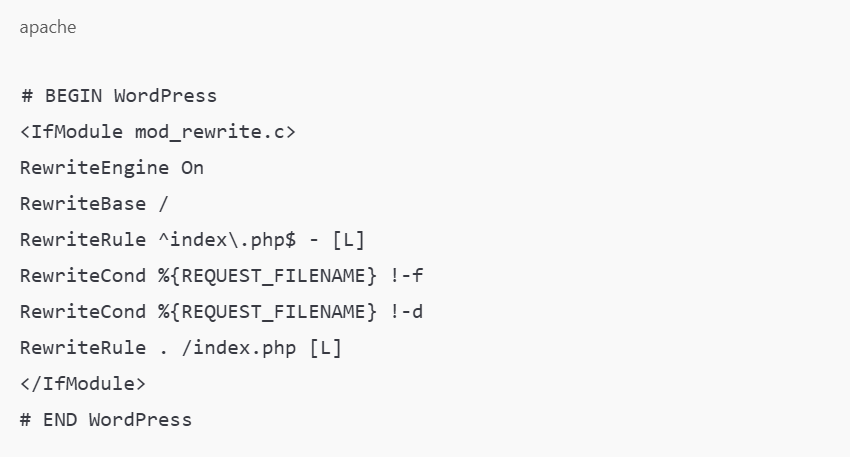 apache
# BEGIN WordPress
<IfModule mod_rewrite.c>
RewriteEngine On
RewriteBase /
RewriteRule ^index\.php$ - [L]
RewriteCond %{REQUEST_FILENAME} !-f
RewriteCond %{REQUEST_FILENAME} !-d
RewriteRule . /index.php [L]
</IfModule>
# END WordPress